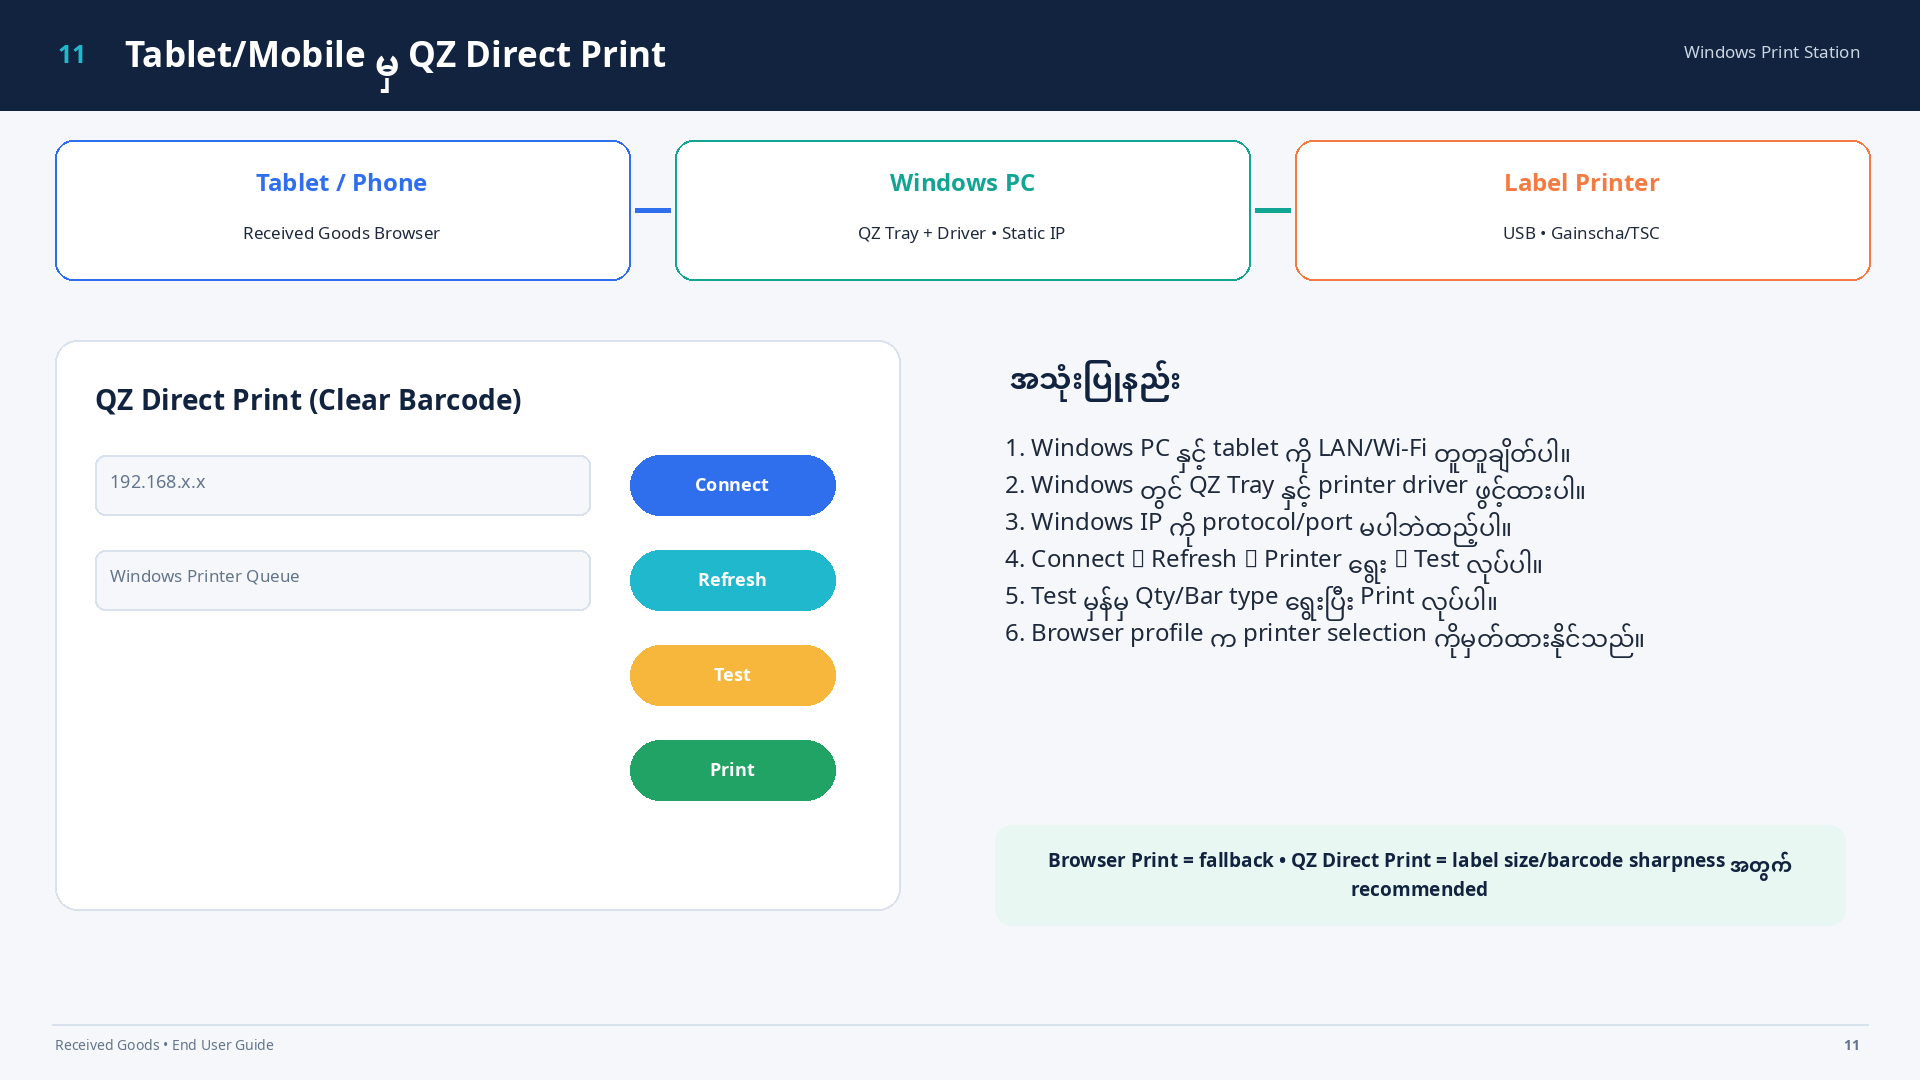 11
Tablet/Mobile မှ QZ Direct Print
Windows Print Station
Tablet / Phone
Received Goods Browser
Windows PC
QZ Tray + Driver • Static IP
Label Printer
USB • Gainscha/TSC
QZ Direct Print (Clear Barcode)
192.168.x.x
Connect
Windows Printer Queue
Refresh
Test
Print
အသုံးပြုနည်း
1. Windows PC နှင့် tablet ကို LAN/Wi-Fi တူတူချိတ်ပါ။
2. Windows တွင် QZ Tray နှင့် printer driver ဖွင့်ထားပါ။
3. Windows IP ကို protocol/port မပါဘဲထည့်ပါ။
4. Connect ▯ Refresh ▯ Printer ရွေး ▯ Test လုပ်ပါ။
5. Test မှန်မှ Qty/Bar type ရွေးပြီး Print လုပ်ပါ။
6. Browser profile က printer selection ကိုမှတ်ထားနိုင်သည်။
Browser Print = fallback • QZ Direct Print = label size/barcode sharpness အတွက်
recommended
Received Goods • End User Guide
11